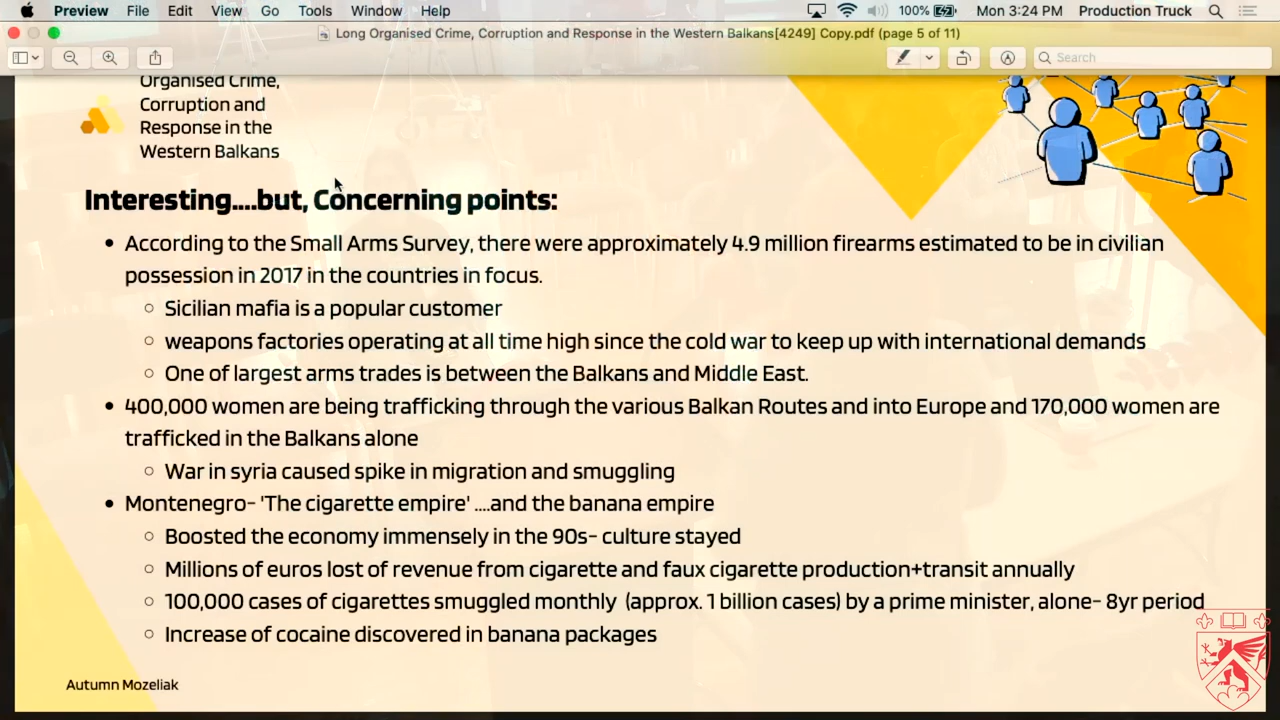 Preview File Edit View Go Tools Window Help 100% Mon 3:24 PM Production Truck
Long Organised Crime, Corruption and Response in the Western Balkans[4249] Copy.pdf (page 5 of 11)
Search
Organised Crime,
Corruption and
Response in the
Western Balkans
Interesting....but, Concerning points:
• According to the Small Arms Survey, there were approximately 4.9 million firearms estimated to be in civilian
possession in 2017 in the countries in focus.
○ Sicilian mafia is a popular customer
○ weapons factories operating at all time high since the cold war to keep up with international demands
○ One of largest arms trades is between the Balkans and Middle East.
• 400,000 women are being trafficking through the various Balkan Routes and into Europe and 170,000 women are
trafficked in the Balkans alone
○ War in syria caused spike in migration and smuggling
• Montenegro- 'The cigarette empire' ....and the banana empire
○ Boosted the economy immensely in the 90s- culture stayed
○ Millions of euros lost of revenue from cigarette and faux cigarette production+transit annually
○ 100,000 cases of cigarettes smuggled monthly (approx. 1 billion cases) by a prime minister, alone- 8yr period
○ Increase of cocaine discovered in banana packages
Autumn Mozeliak